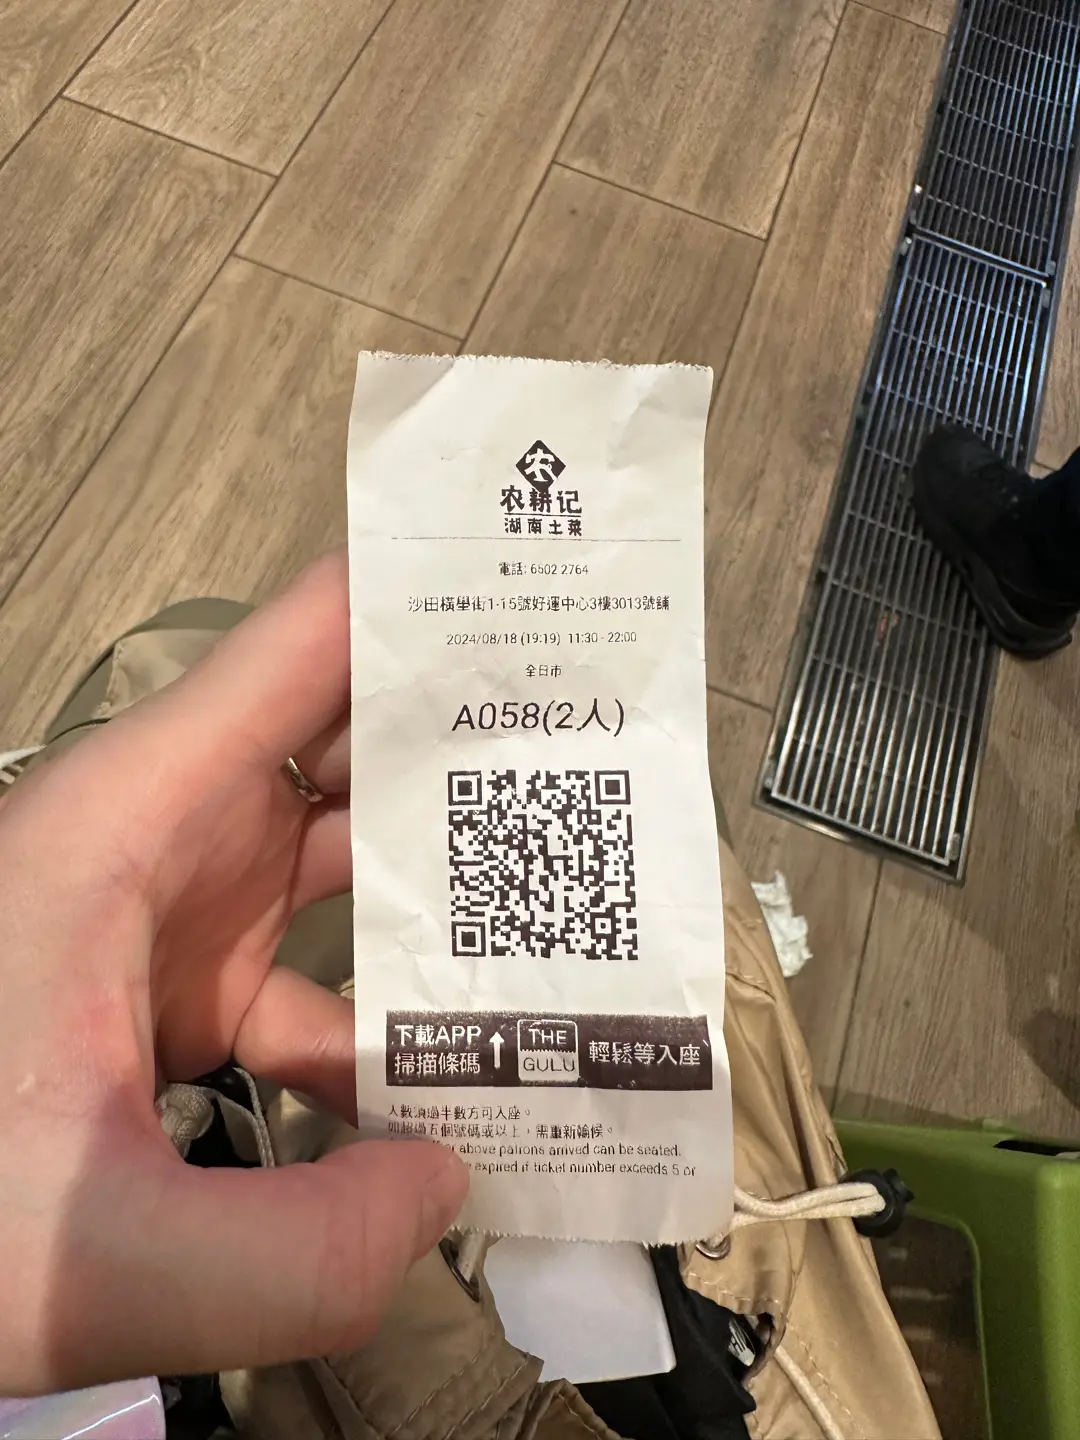 农
农耕记
湖南土菜
電話: 6502 2764
沙田橫壆街1-15號好運中心3樓3013號舖
2024/08/18 (19:19) 11:30 - 22:00
全日市
A058(2人)
下載APP
掃描條碼
THE
GULU
輕鬆等入座
人數須過半數方可入座。
如超過五個號碼或以上，需重新輪候。
above patrons arrived can be seated.
expired if ticket number exceeds 5 or